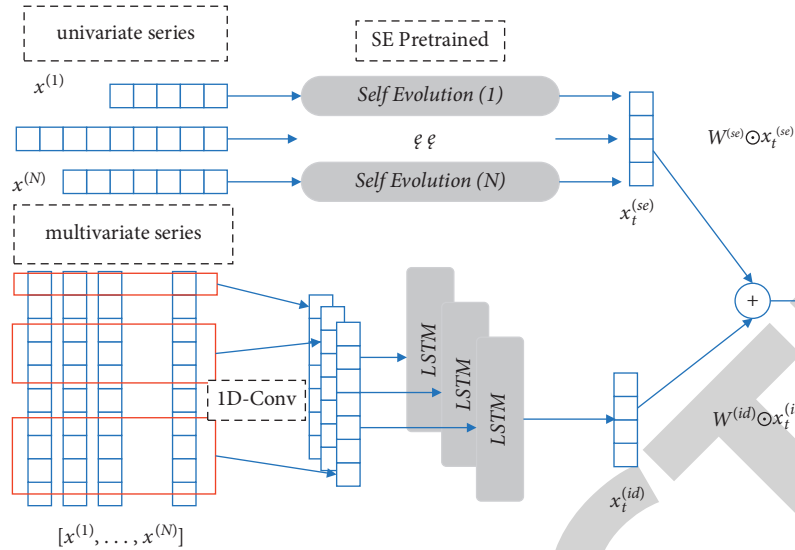 univariate series
SE Pretrained
x^(1)
Self Evolution (1)
ę ę
W^(se)⊙x_t^(se)
x^(N)
Self Evolution (N)
x_t^(se)
multivariate series
+
LSTM
LSTM
LSTM
1D-Conv
W^(id)⊙x_t^(id
x_t^(id)
[x^(1), . . . , x^(N)]